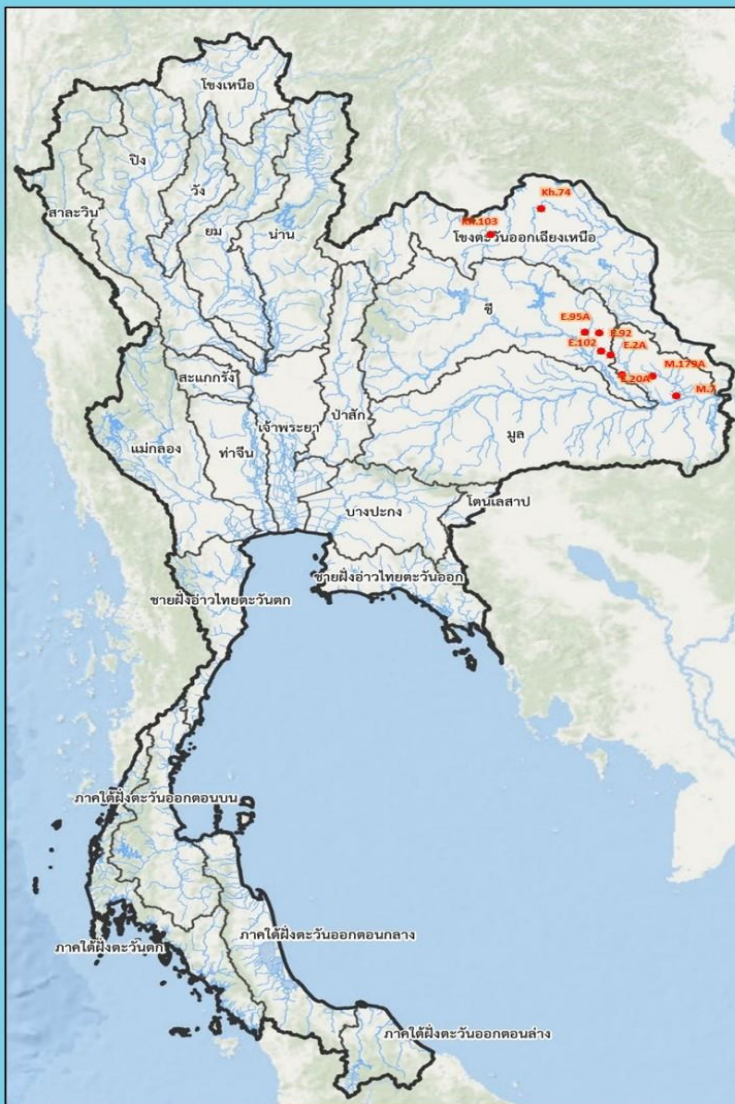 โขงเหนือ
ปิง
วัง
สาละวิน
ยม
น่าน
Kh.74
Kh.103
โขงตะวันออกเฉียงเหนือ
ชี
E.95A
E.92
E.102
E.2A
M.179A
E.20A
M.7
สะแกกรัง
ป่าสัก
เจ้าพระยา
แม่กลอง
ท่าจีน
มูล
โตนเลสาป
บางปะกง
ชายฝั่งอ่าวไทยตะวันออก
ชายฝั่งอ่าวไทยตะวันตก
ภาคใต้ฝั่งตะวันออกตอนบน
ภาคใต้ฝั่งตะวันออกตอนกลาง
ภาคใต้ฝั่งตะวันตก
ภาคใต้ฝั่งตะวันออกตอนล่าง